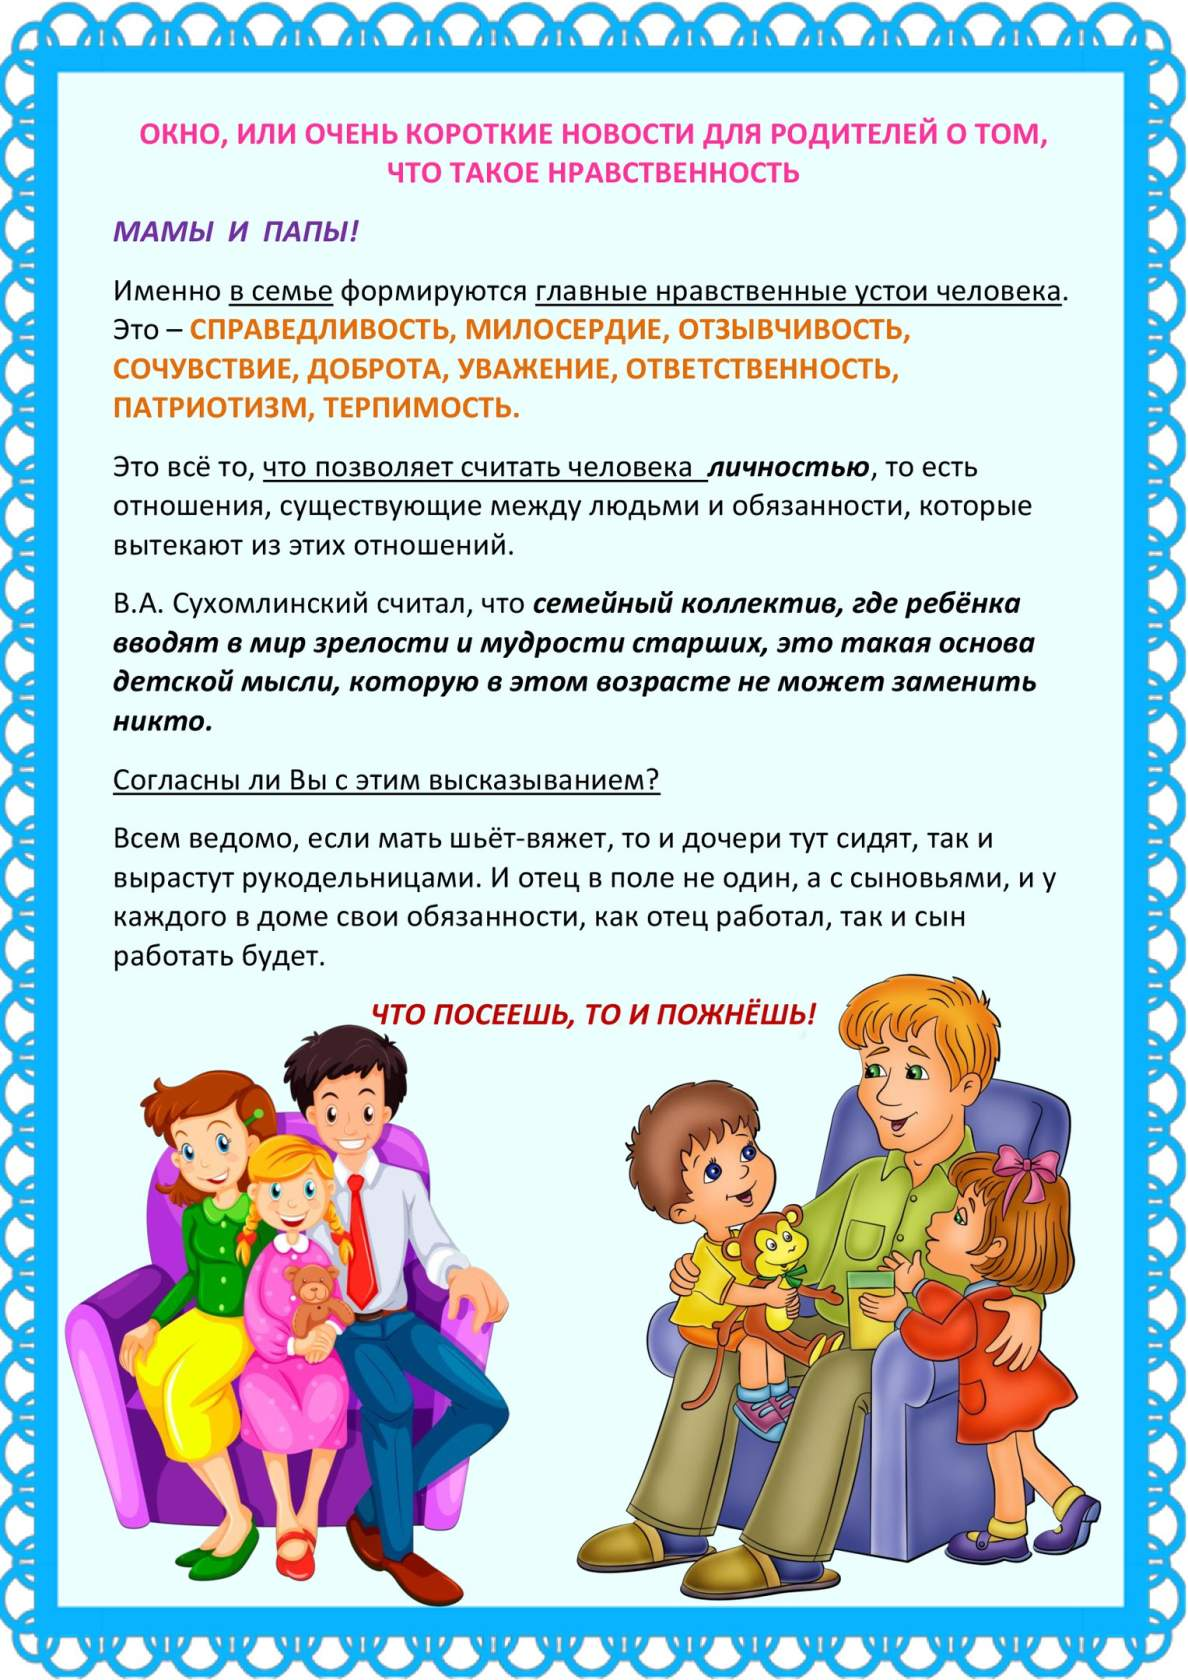 ОКНО, ИЛИ ОЧЕНЬ КОРОТКИЕ НОВОСТИ ДЛЯ РОДИТЕЛЕЙ О ТОМ,
ЧТО ТАКОЕ НРАВСТВЕННОСТЬ
МАМЫ И ПАПЫ!
Именно в семье формируются главные нравственные устои человека.
Это – СПРАВЕДЛИВОСТЬ, МИЛОСЕРДИЕ, ОТЗЫВЧИВОСТЬ,
СОЧУВСТВИЕ, ДОБРОТА, УВАЖЕНИЕ, ОТВЕТСТВЕННОСТЬ,
ПАТРИОТИЗМ, ТЕРПИМОСТЬ.
Это всё то, что позволяет считать человека личностью, то есть
отношения, существующие между людьми и обязанности, которые
вытекают из этих отношений.
В.А. Сухомлинский считал, что семейный коллектив, где ребёнка
вводят в мир зрелости и мудрости старших, это такая основа
детской мысли, которую в этом возрасте не может заменить
никто.
Согласны ли Вы с этим высказыванием?
Всем ведомо, если мать шьёт-вяжет, то и дочери тут сидят, так и
вырастут рукодельницами. И отец в поле не один, а с сыновьями, и у
каждого в доме свои обязанности, как отец работал, так и сын
работать будет.
ЧТО ПОСЕЕШЬ, ТО И ПОЖНЁШЬ!